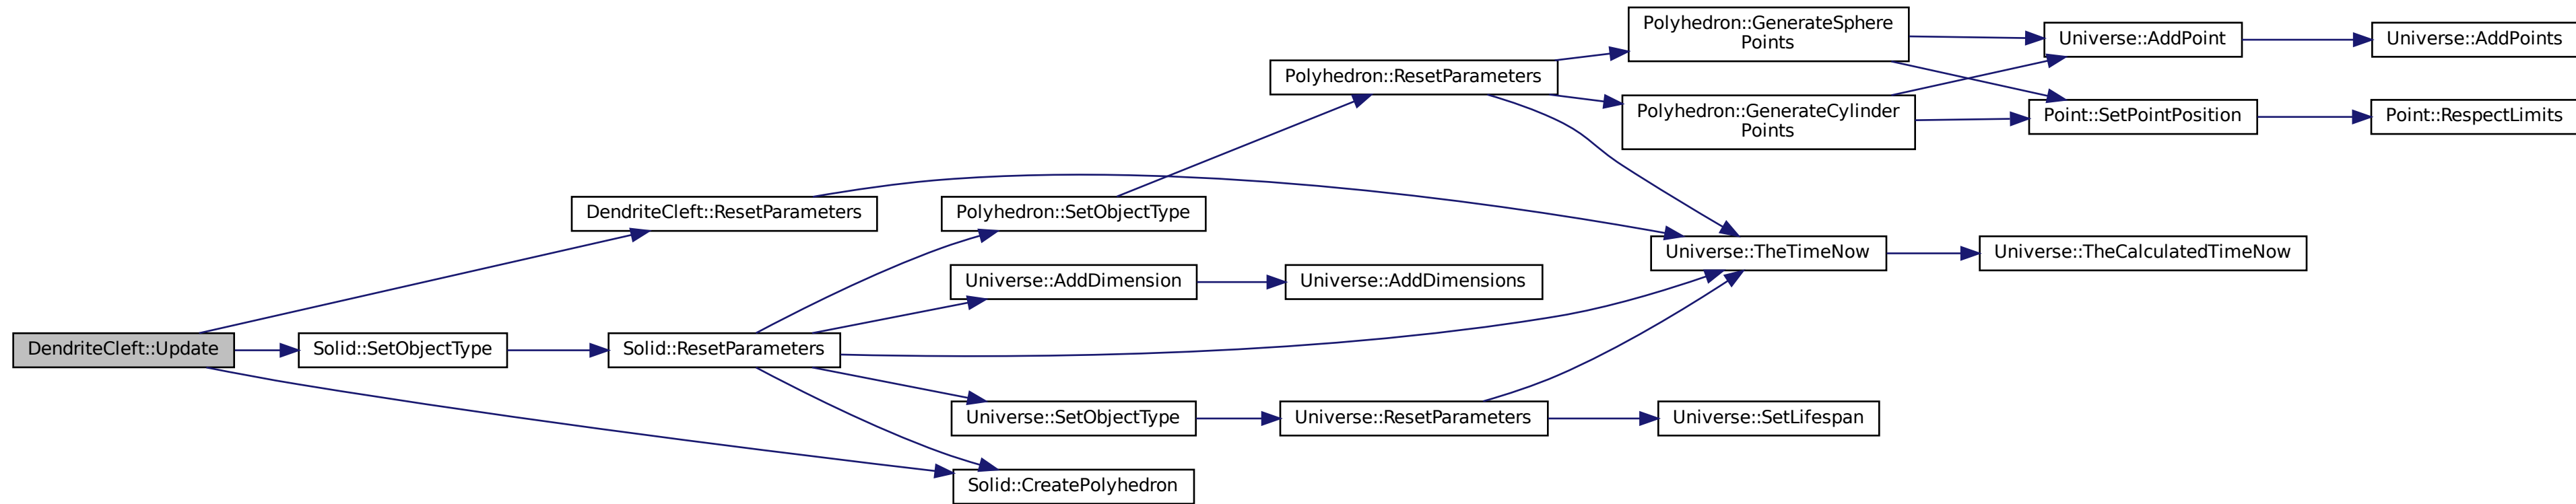 Polyhedron::GenerateSphere
Points
Universe::AddPoint
Universe::AddPoints
Polyhedron::ResetParameters
Polyhedron::GenerateCylinder
Points
Point::SetPointPosition
Point::RespectLimits
DendriteCleft::ResetParameters
Polyhedron::SetObjectType
Universe::TheTimeNow
Universe::TheCalculatedTimeNow
Universe::AddDimension
Universe::AddDimensions
DendriteCleft::Update
Solid::SetObjectType
Solid::ResetParameters
Universe::SetObjectType
Universe::ResetParameters
Universe::SetLifespan
Solid::CreatePolyhedron